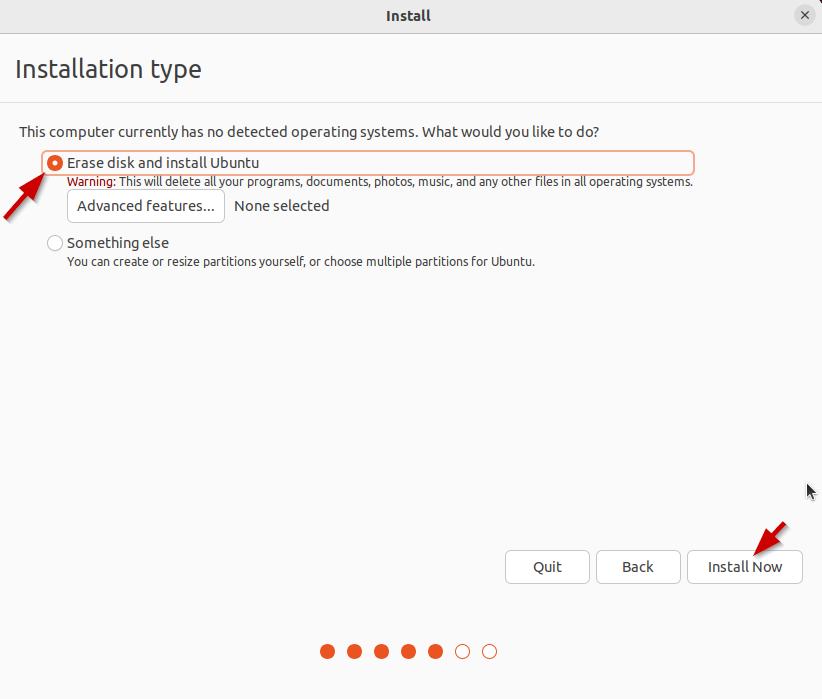 Install
Installation type
This computer currently has no detected operating systems. What would you like to do?
Erase disk and install Ubuntu
Warning: This will delete all your programs, documents, photos, music, and any other files in all operating systems.
Advanced features... None selected
Something else
You can create or resize partitions yourself, or choose multiple partitions for Ubuntu.
Quit Back Install Now